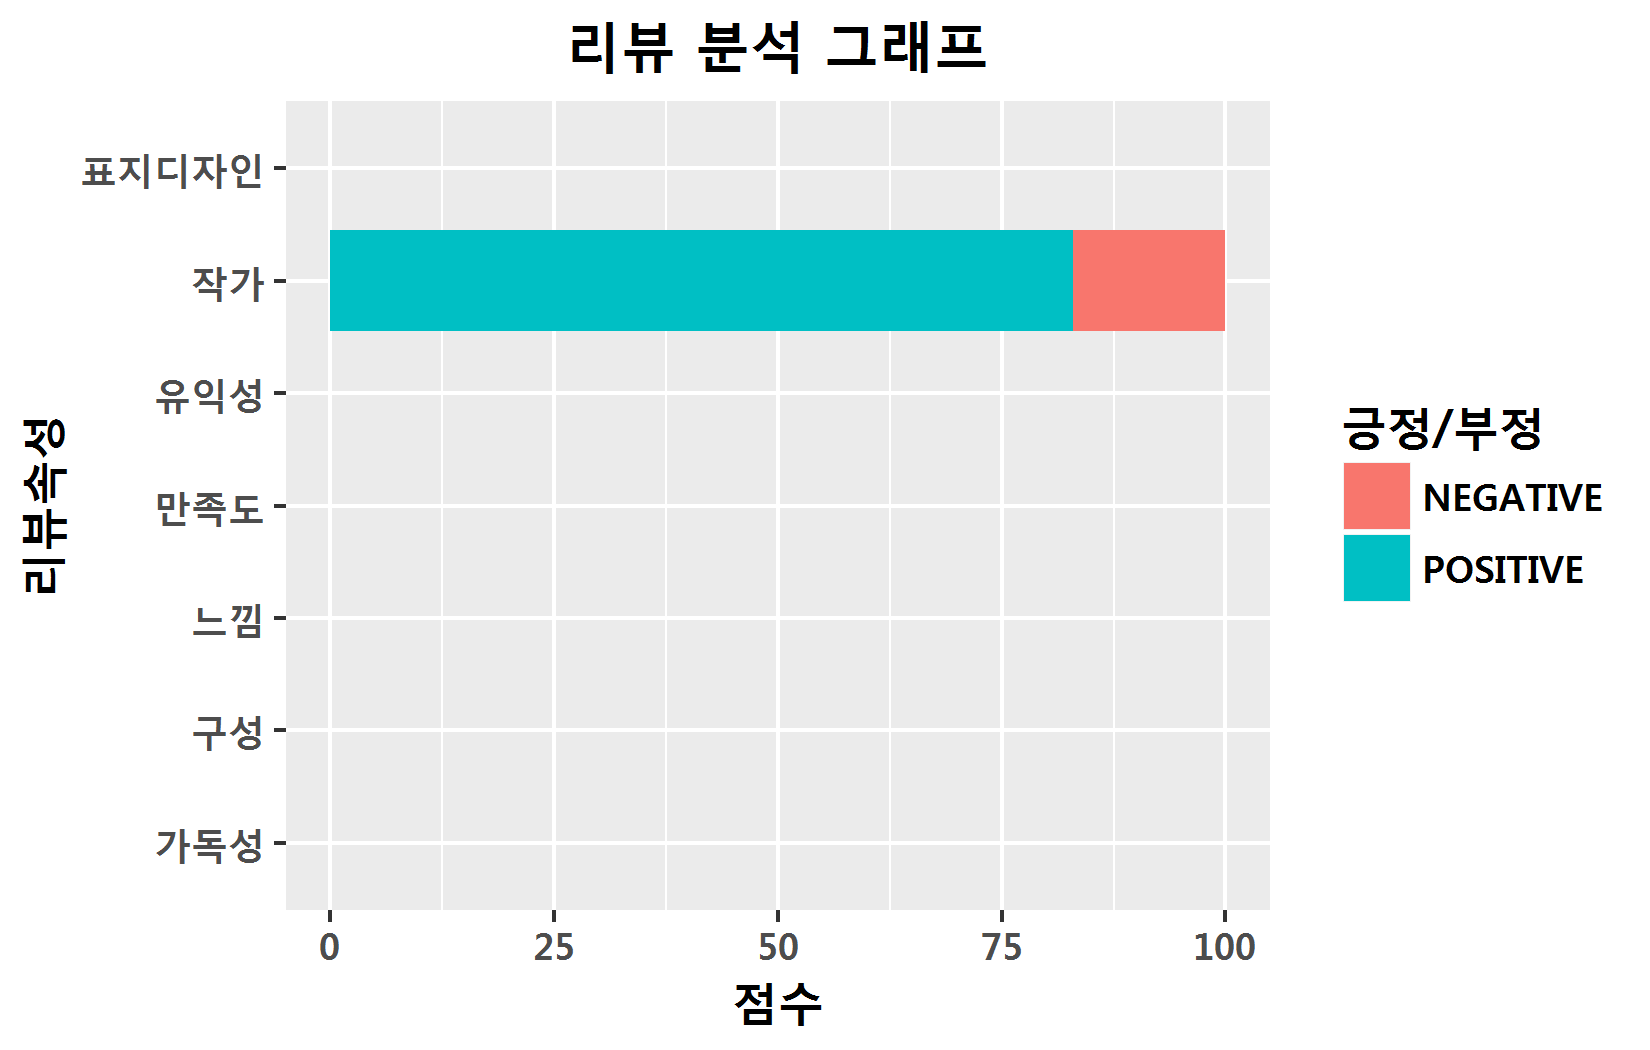 리뷰 분석 그래프
표지디자인
작가
유익성
만족도
느낌
구성
가독성
리뷰속성
0 25 50 75 100
점수
긍정/부정
NEGATIVE
POSITIVE